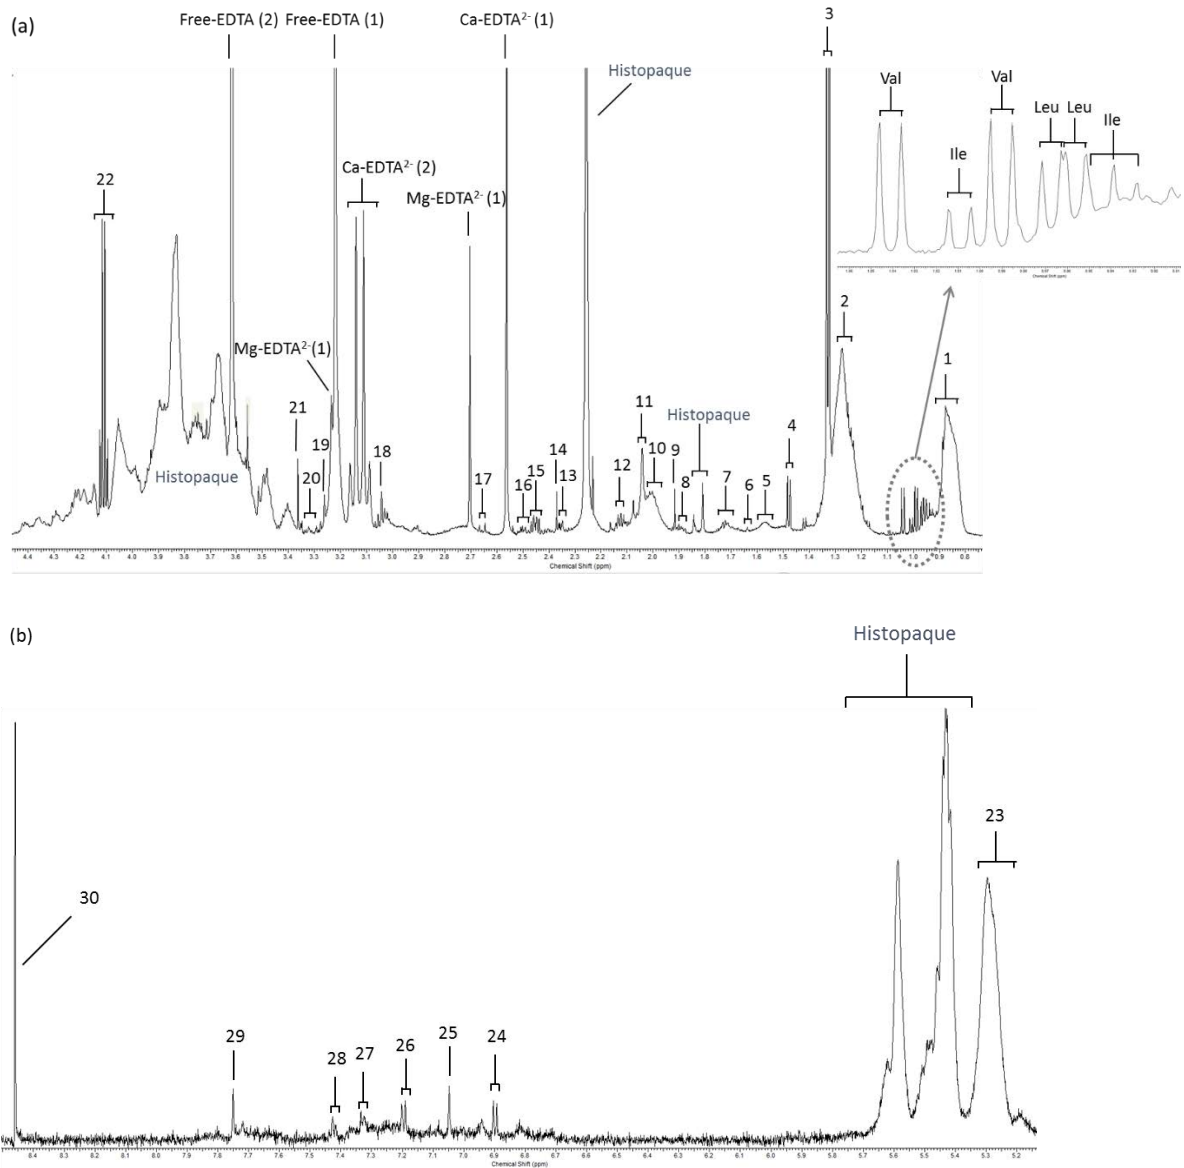 (a)
Free-EDTA (2) Free-EDTA (1) Ca-EDTA2- (1) 3
Histopaque
Val Val
Leu Leu Ile
Ile
Ca-EDTA2- (2)
22
Mg-EDTA2- (1)
2
Mg-EDTA2- (1)
1
21
11
Histopaque
19
18
4
14
10 9
12
Histopaque
20
17
16
15
13
8
7
6
5
4.4 4.3 4.2 4.1 4.0 3.9 3.8 3.7 3.6 3.5 3.4 3.3 3.2 3.1 3.0 2.9 2.8 2.7 2.6 2.5 2.4 2.3 2.2 2.1 2.0 1.9 1.8 1.7 1.6 1.5 1.4 1.3 1.2 1.1 1.0 0.9 0.8
Chemical Shift (ppm)
Chemical Shift (ppm)
(b)
Histopaque
23
30
29
28
27
26
25
24
8.4 8.3 8.2 8.1 8.0 7.9 7.8 7.7 7.6 7.5 7.4 7.3 7.2 7.1 7.0 6.9 6.8 6.7 6.6 6.5 6.4 6.3 6.2 6.1 6.0 5.9 5.8 5.7 5.6 5.5 5.4 5.3 5.2
Chemical Shift (ppm)